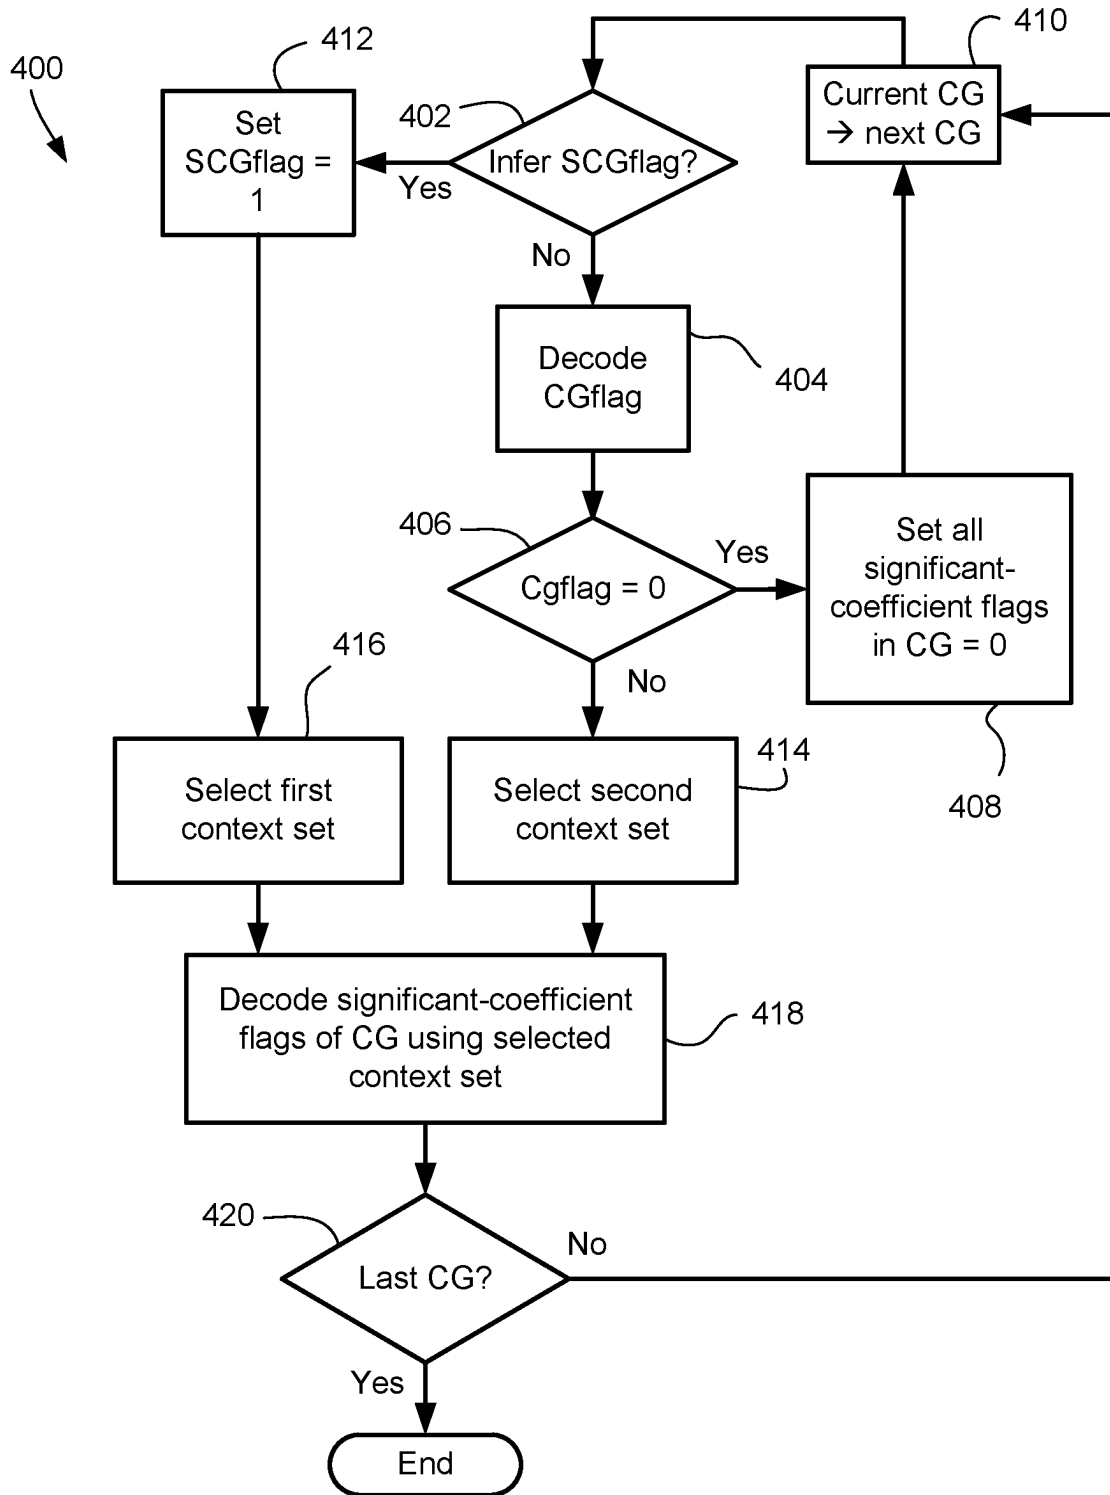 410
412
400
Current CG
→ next CG
402
Set
SCGflag =
1
Infer SCGflag?
Yes
No
Decode
CGflag
404
406
Yes
Cgflag = 0
Set all
significant-
coefficient flags
in CG = 0
416
No
414
408
Select first
context set
Select second
context set
Decode significant-coefficient
flags of CG using selected
context set
418
420
No
Last CG?
Yes
End